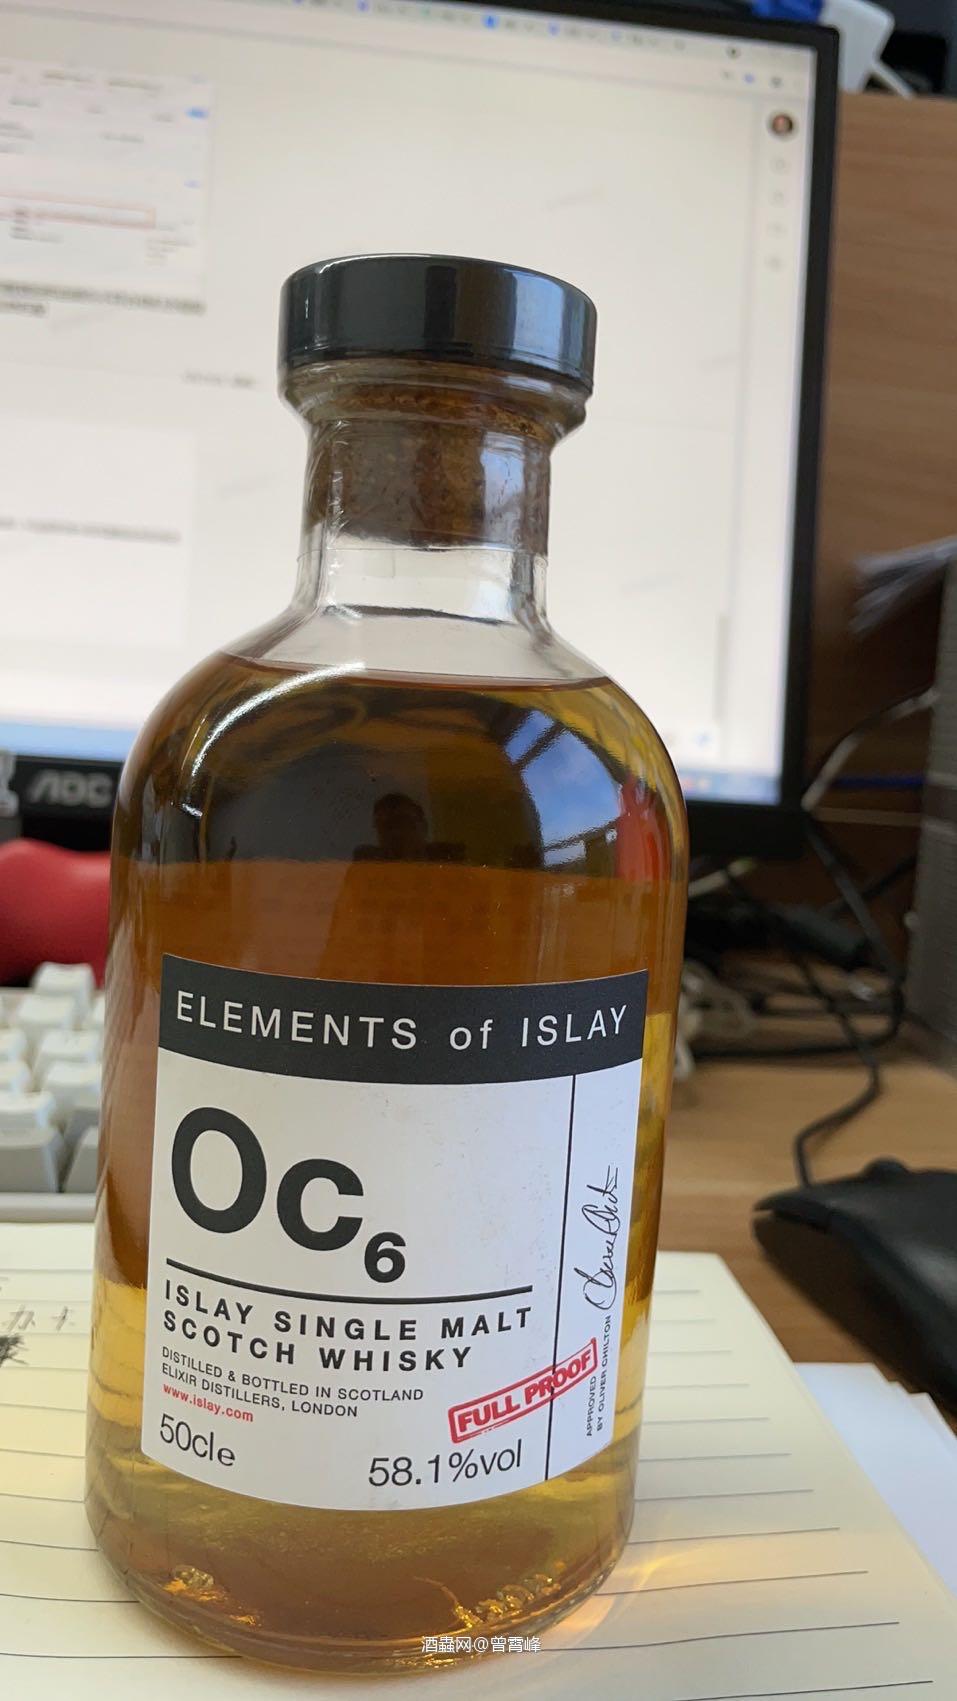 AOC
ELEMENTS of ISLAY
Oc6
ISLAY SINGLE MALT
SCOTCH WHISKY
DISTILLED & BOTTLED IN SCOTLAND
ELIXIR DISTILLERS, LONDON
www.islay.com
50cle
58.1%vol
FULL PROOF
APPROVED
BY OLIVER CHILTON
酒蟲网@曾霄峰